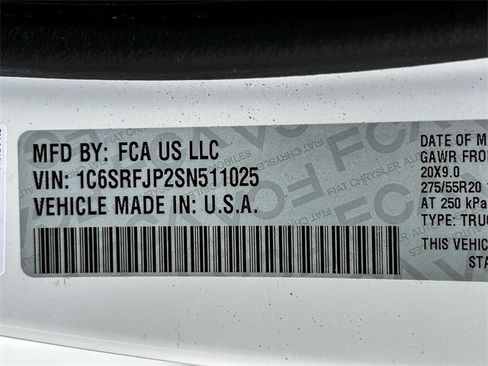 MFD BY: FCA US LLC
VIN: 1C6SRFJP2SN511025
VEHICLE MADE IN: U.S.A.
DATE OF M
GAWR FRO
20X9.0
275/55R20
AT 250 kPa
TYPE: TRUC
THIS VEHIC
STA